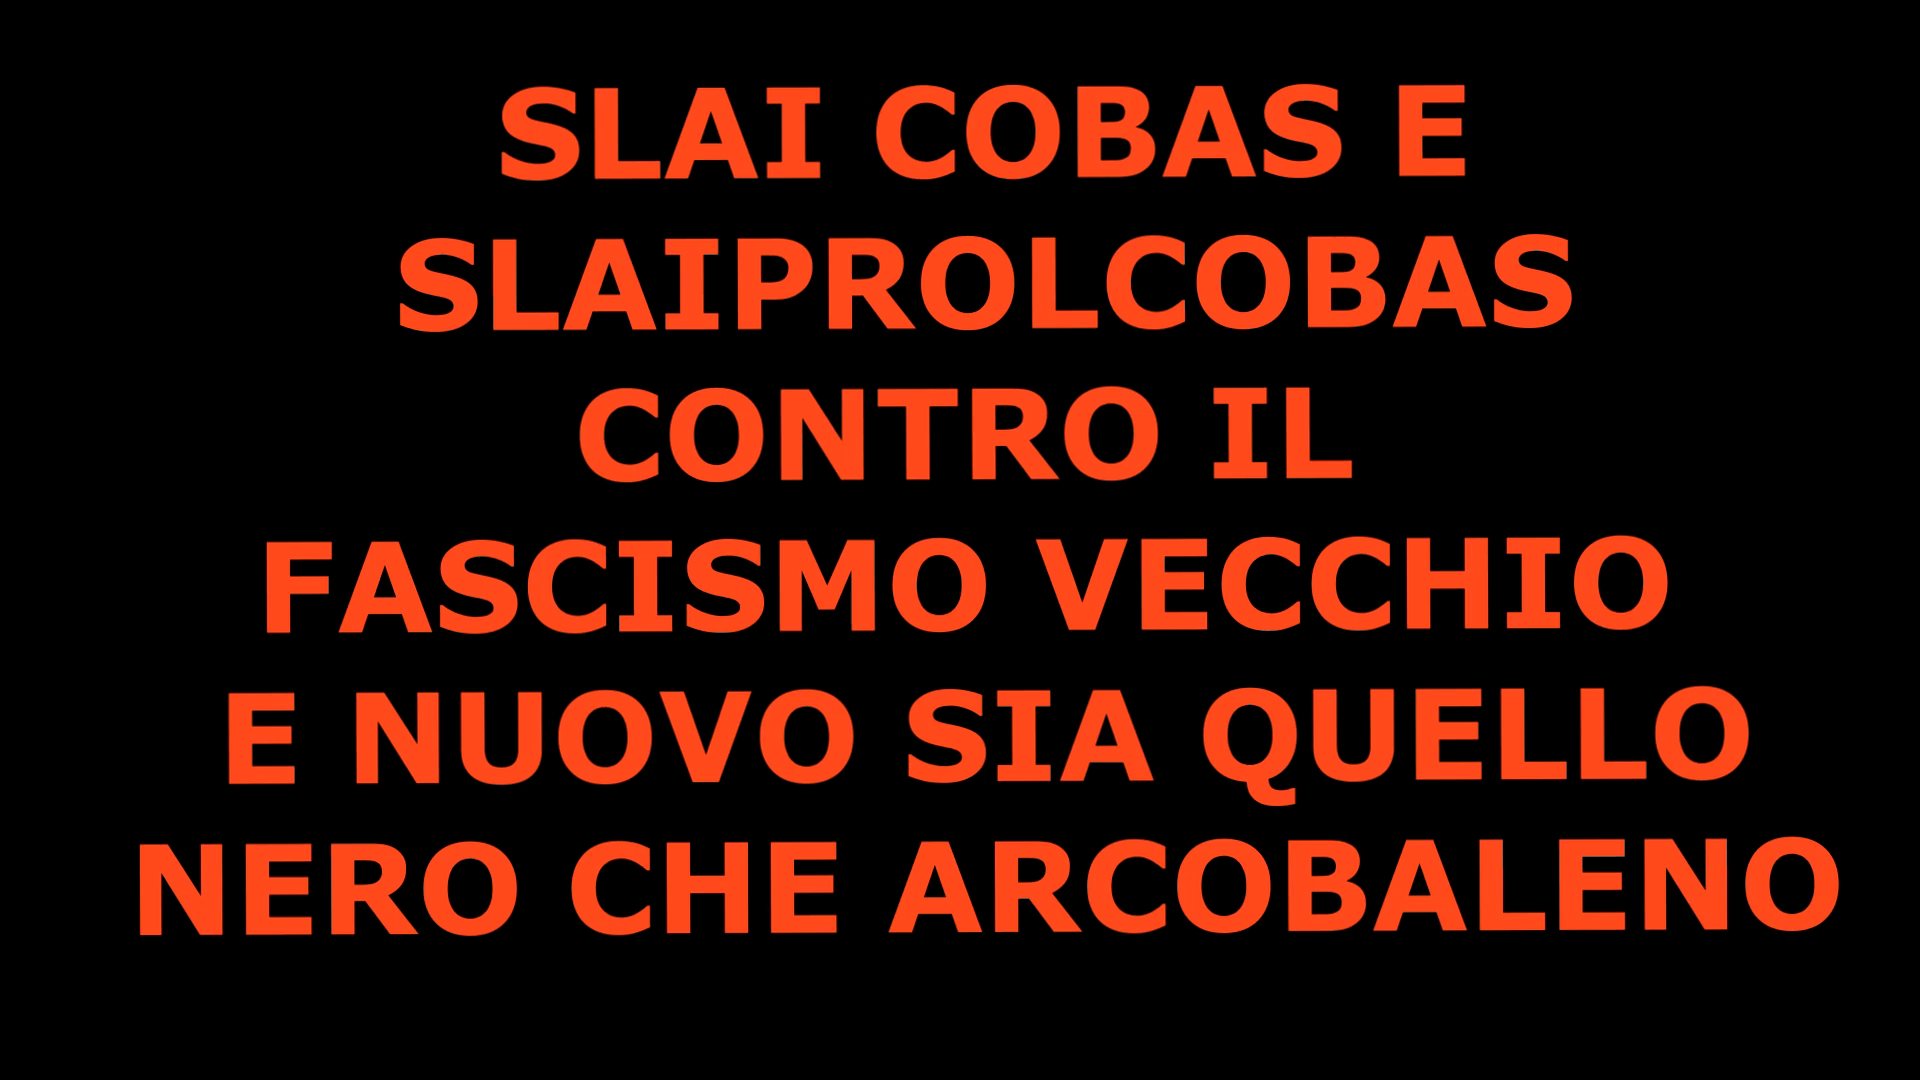 SLAI COBAS E
SLAIPROLCOBAS
CONTRO IL
FASCISMO VECCHIO
E NUOVO SIA QUELLO
NERO CHE ARCOBALENO